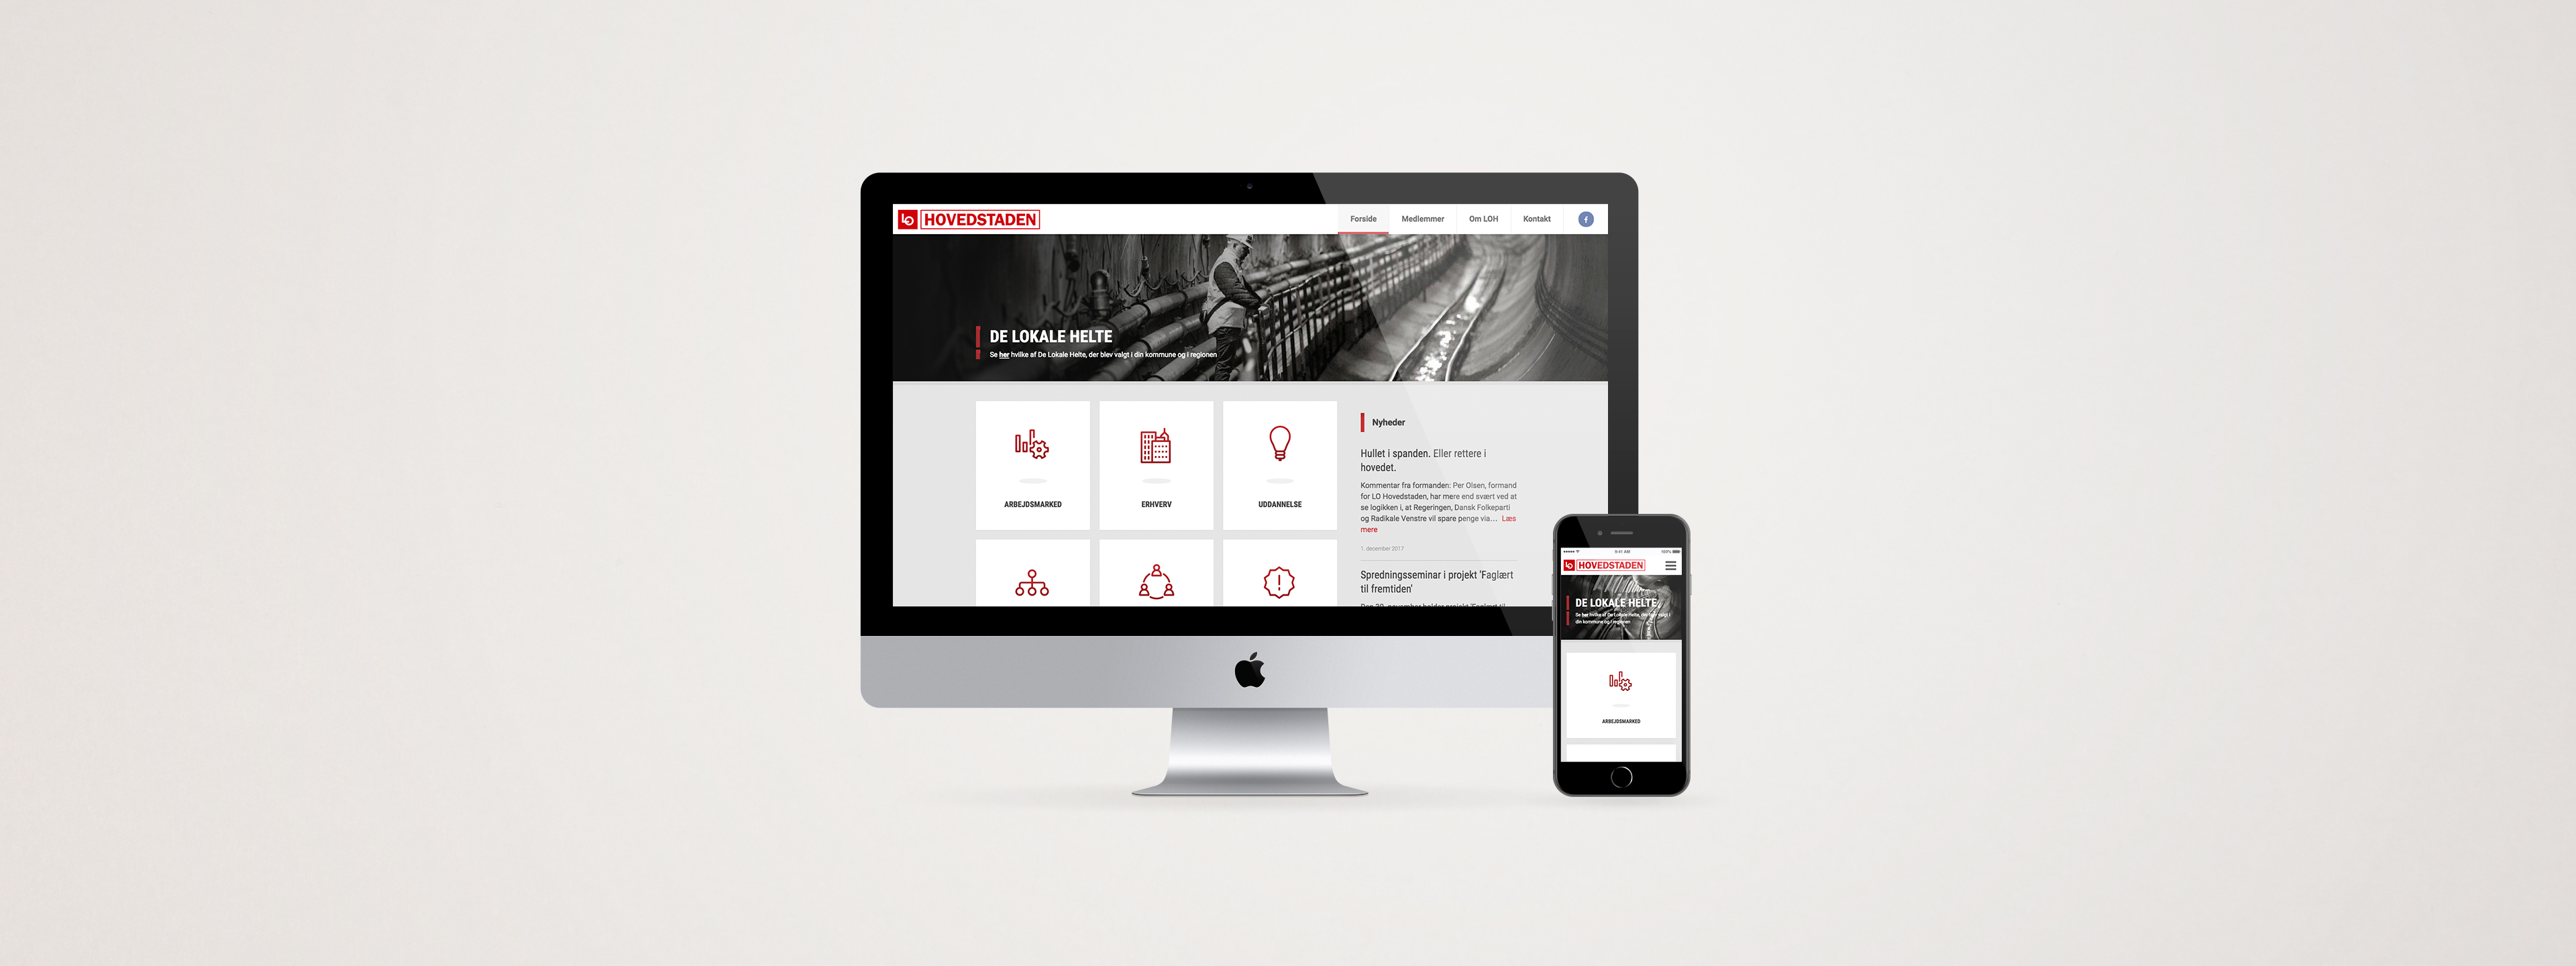 LO HOVEDSTADEN
Forside Medlemmer Om LOH Kontakt f
DE LOKALE HELTE
Se her hvilke af De Lokale Helte, der blev valgt i din kommune og i regionen
ARBEJDSMARKED ERHVERV UDDANNELSE
Nyheder
Hullet i spanden. Eller rettere i
hovedet.
Kommentar fra formanden: Per Olsen, formand
for LO Hovedstaden, har mere end svært ved at
se logikken i, at Regeringen, Dansk Folkeparti
og Radikale Venstre vil spare penge via… Læs
mere
1. december 2017
Spredningsseminar i projekt 'Faglært
til fremtiden'
9:41 AM 100%
LO HOVEDSTADEN
DE LOKALE HELTE
Se her hvilke af De Lokale Helte, der blev valgt i
din kommune og i regionen
ARBEJDSMARKED